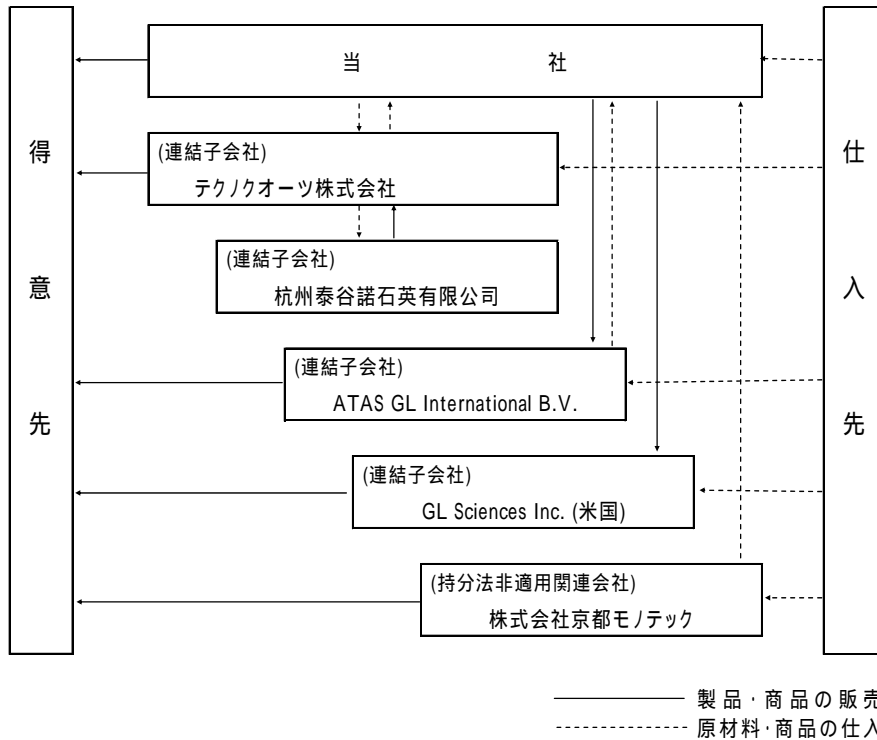 当社
得意先
仕入先
(連結子会社)
テクノクオーツ株式会社
(連結子会社)
杭州泰谷諾石英有限公司
(連結子会社)
ATAS GL International B.V.
(連結子会社)
GL Sciences Inc. (米国)
(持分法非適用関連会社)
株式会社京都モノテック
製品・商品の販売
原材料・商品の仕入